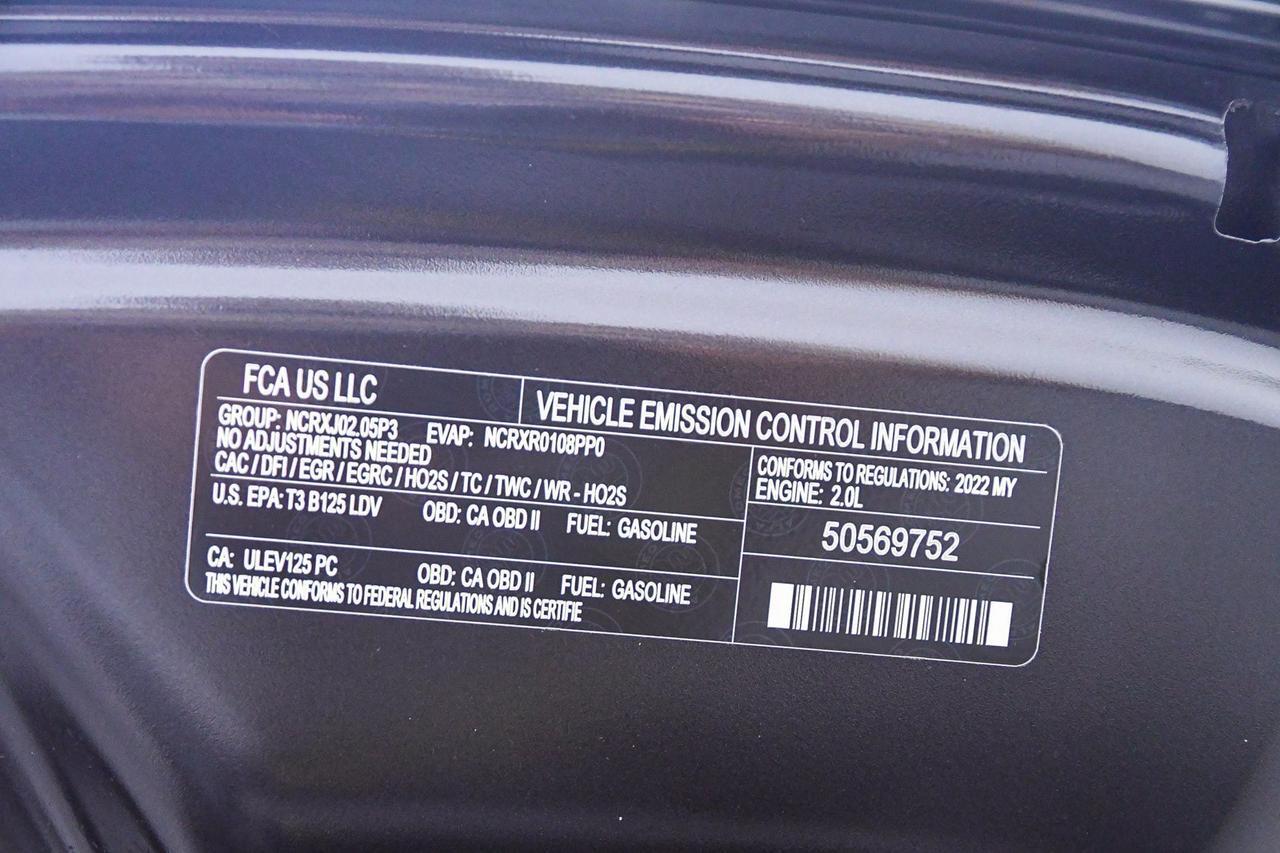 FCA US LLC
VEHICLE EMISSION CONTROL INFORMATION
GROUP: NCRXJ02.05P3 EVAP: NCRXR0108PP0
NO ADJUSTMENTS NEEDED
CAC / DFI / EGR / EGRC / HO2S / TC / TWC / WR - HO2S
U.S. EPA: T3 B125 LDV OBD: CA OBD II FUEL: GASOLINE
CA: ULEV125 PC OBD: CA OBD II FUEL: GASOLINE
THIS VEHICLE CONFORMS TO FEDERAL REGULATIONS AND IS CERTIFIE
CONFORMS TO REGULATIONS: 2022 MY
ENGINE: 2.0L
50569752